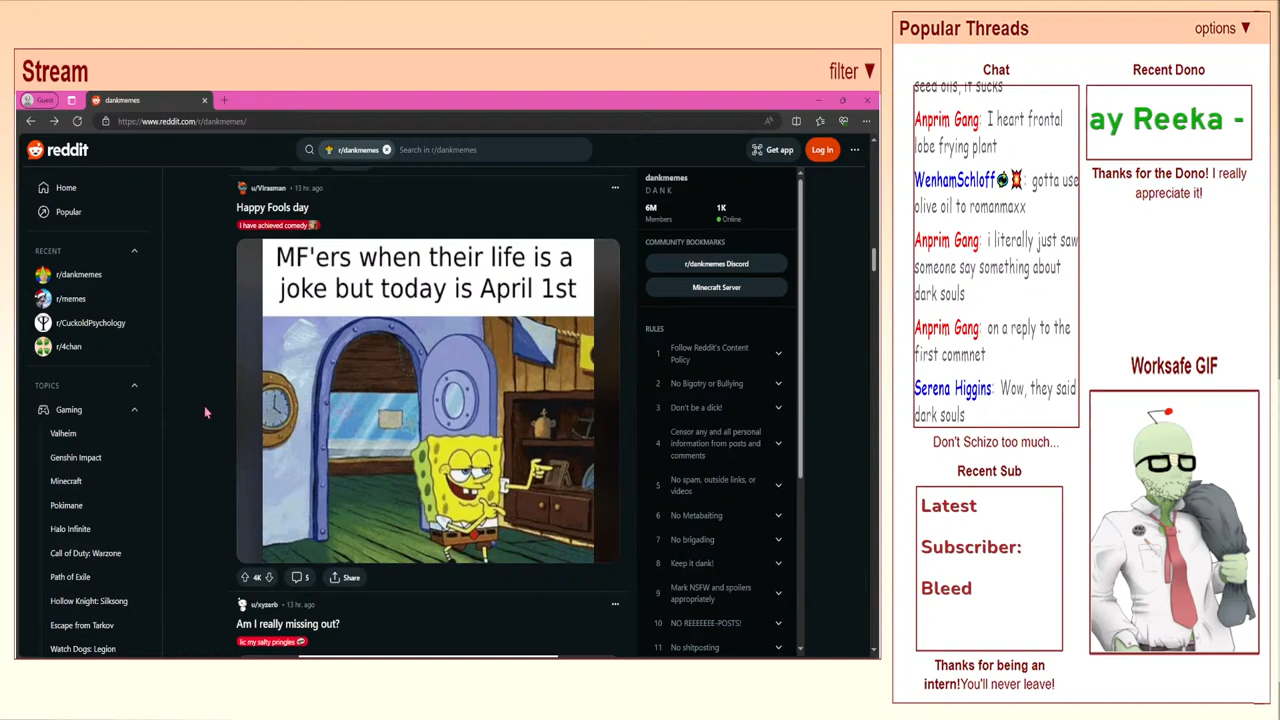 Stream
filter ▼
Guest
dankmemes
https://www.reddit.com/r/dankmemes/
reddit
r/dankmemes
Search in r/dankmemes
Get app
Log In
Home
Popular
RECENT
r/dankmemes
r/memes
r/CuckoldPsychology
r/4chan
TOPICS
Gaming
Valheim
Genshin Impact
Minecraft
Pokimane
Halo Infinite
Call of Duty: Warzone
Path of Exile
Hollow Knight: Silksong
Escape from Tarkov
Watch Dogs: Legion
u/Virasman • 13 hr. ago
Happy Fools day
I have achieved comedy
MF'ers when their life is a
joke but today is April 1st
4K
5
Share
u/xyzerb • 13 hr. ago
Am I really missing out?
lic my salty pringles
dankmemes
D A N K
6M
1K
Members
Online
COMMUNITY BOOKMARKS
r/dankmemes Discord
Minecraft Server
RULES
1 Follow Reddit's Content
Policy
2 No Bigotry or Bullying
3 Don't be a dick!
4 Censor any and all personal
information from posts and
comments
5 No spam, outside links, or
videos
6 No Metabaiting
7 No brigading
8 Keep it dank!
9 Mark NSFW and spoilers
appropriately
10 NO REEEEEE-POSTS!
11 No shitposting
Popular Threads
options ▼
Chat
seed oils, it sucks
Anprim Gang: I heart frontal
lobe frying plant
WenhamSchloff: gotta use
olive oil to romanmaxx
Anprim Gang: i literally just saw
someone say something about
dark souls
Anprim Gang: on a reply to the
first commnet
Serena Higgins: Wow, they said
dark souls
Don't Schizo too much...
Recent Sub
Latest
Subscriber:
Bleed
Thanks for being an
intern!You'll never leave!
Recent Dono
ay Reeka -
Thanks for the Dono! I really
appreciate it!
Worksafe GIF